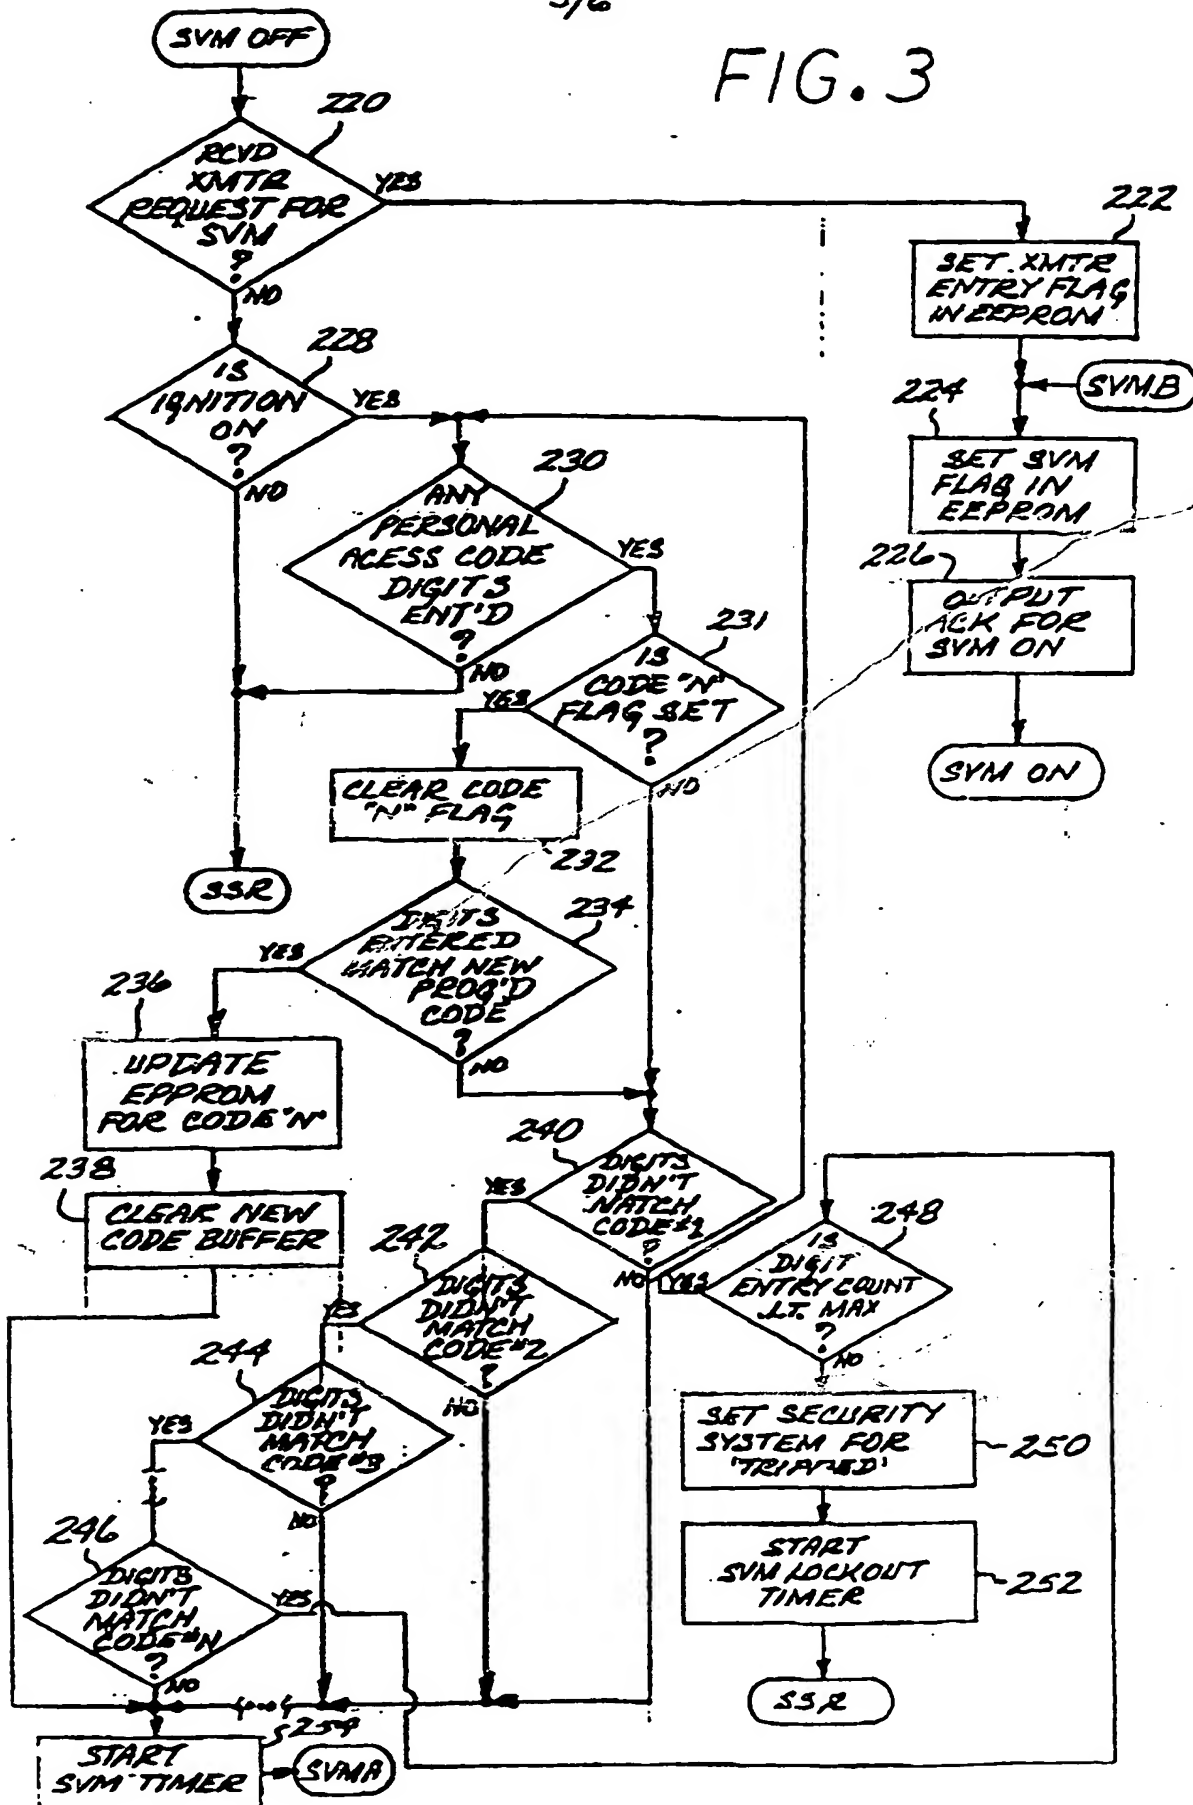 3/6
FIG. 3
SVM OFF
220
RCVD
XMTR
REQUEST FOR
SVM
?
YES
NO
222
SET XMTR
ENTRY FLAG
IN EEPROM
SVMB
224
SET SVM
FLAG IN
EEPROM
226
OUTPUT
ACK FOR
SVM ON
SVM ON
228
IS
IGNITION
ON
?
YES
NO
230
ANY
PERSONAL
ACESS CODE
DIGITS
ENT'D
?
YES
NO
231
IS
CODE "N"
FLAG SET
?
YES
NO
CLEAR CODE
"N" FLAG
232
SSR
234
DIGITS
ENTERED
MATCH NEW
PROG'D
CODE
?
YES
NO
236
UPDATE
EPPROM
FOR CODE "N"
238
CLEAR NEW
CODE BUFFER
240
DIGITS
DIDN'T
MATCH
CODE #1
?
YES
NO
242
DIGITS
DIDN'T
MATCH
CODE #2
?
YES
NO
244
DIGITS
DIDN'T
MATCH
CODE #3
?
YES
NO
246
DIGITS
DIDN'T
MATCH
CODE #N
?
YES
NO
248
IS
DIGIT
ENTRY COUNT
.LT. MAX
?
YES
NO
SET SECURITY
SYSTEM FOR
250
START
SVM LOCKOUT
TIMER
252
SSR
254
START
SVM TIMER
SVMA